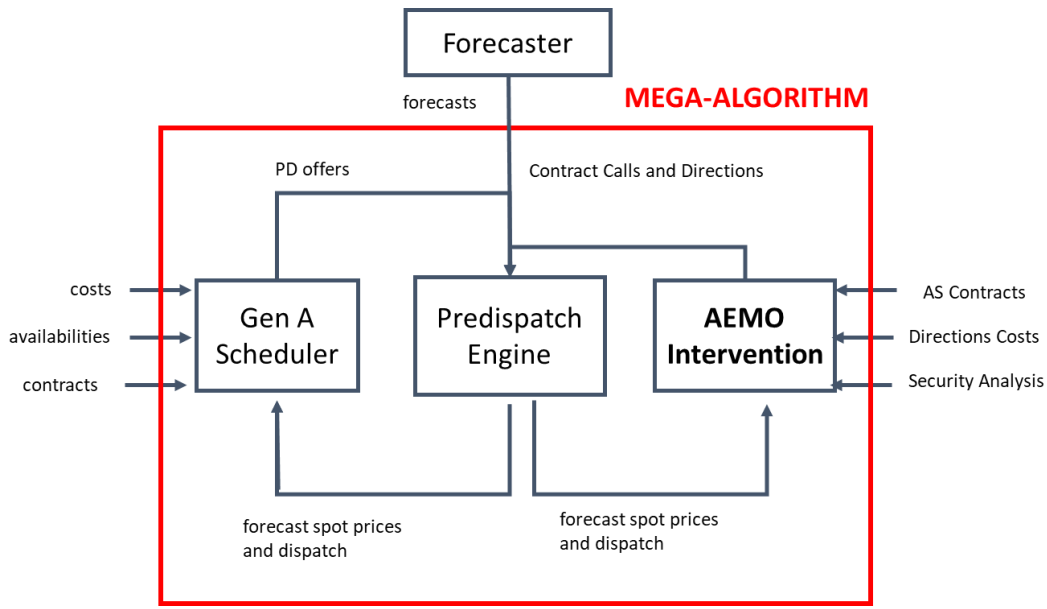 Forecaster
forecasts
MEGA-ALGORITHM
PD offers
Contract Calls and Directions
costs
availabilities
contracts
Gen A
Scheduler
Predispatch
Engine
AEMO
Intervention
AS Contracts
Directions Costs
Security Analysis
forecast spot prices
and dispatch
forecast spot prices
and dispatch